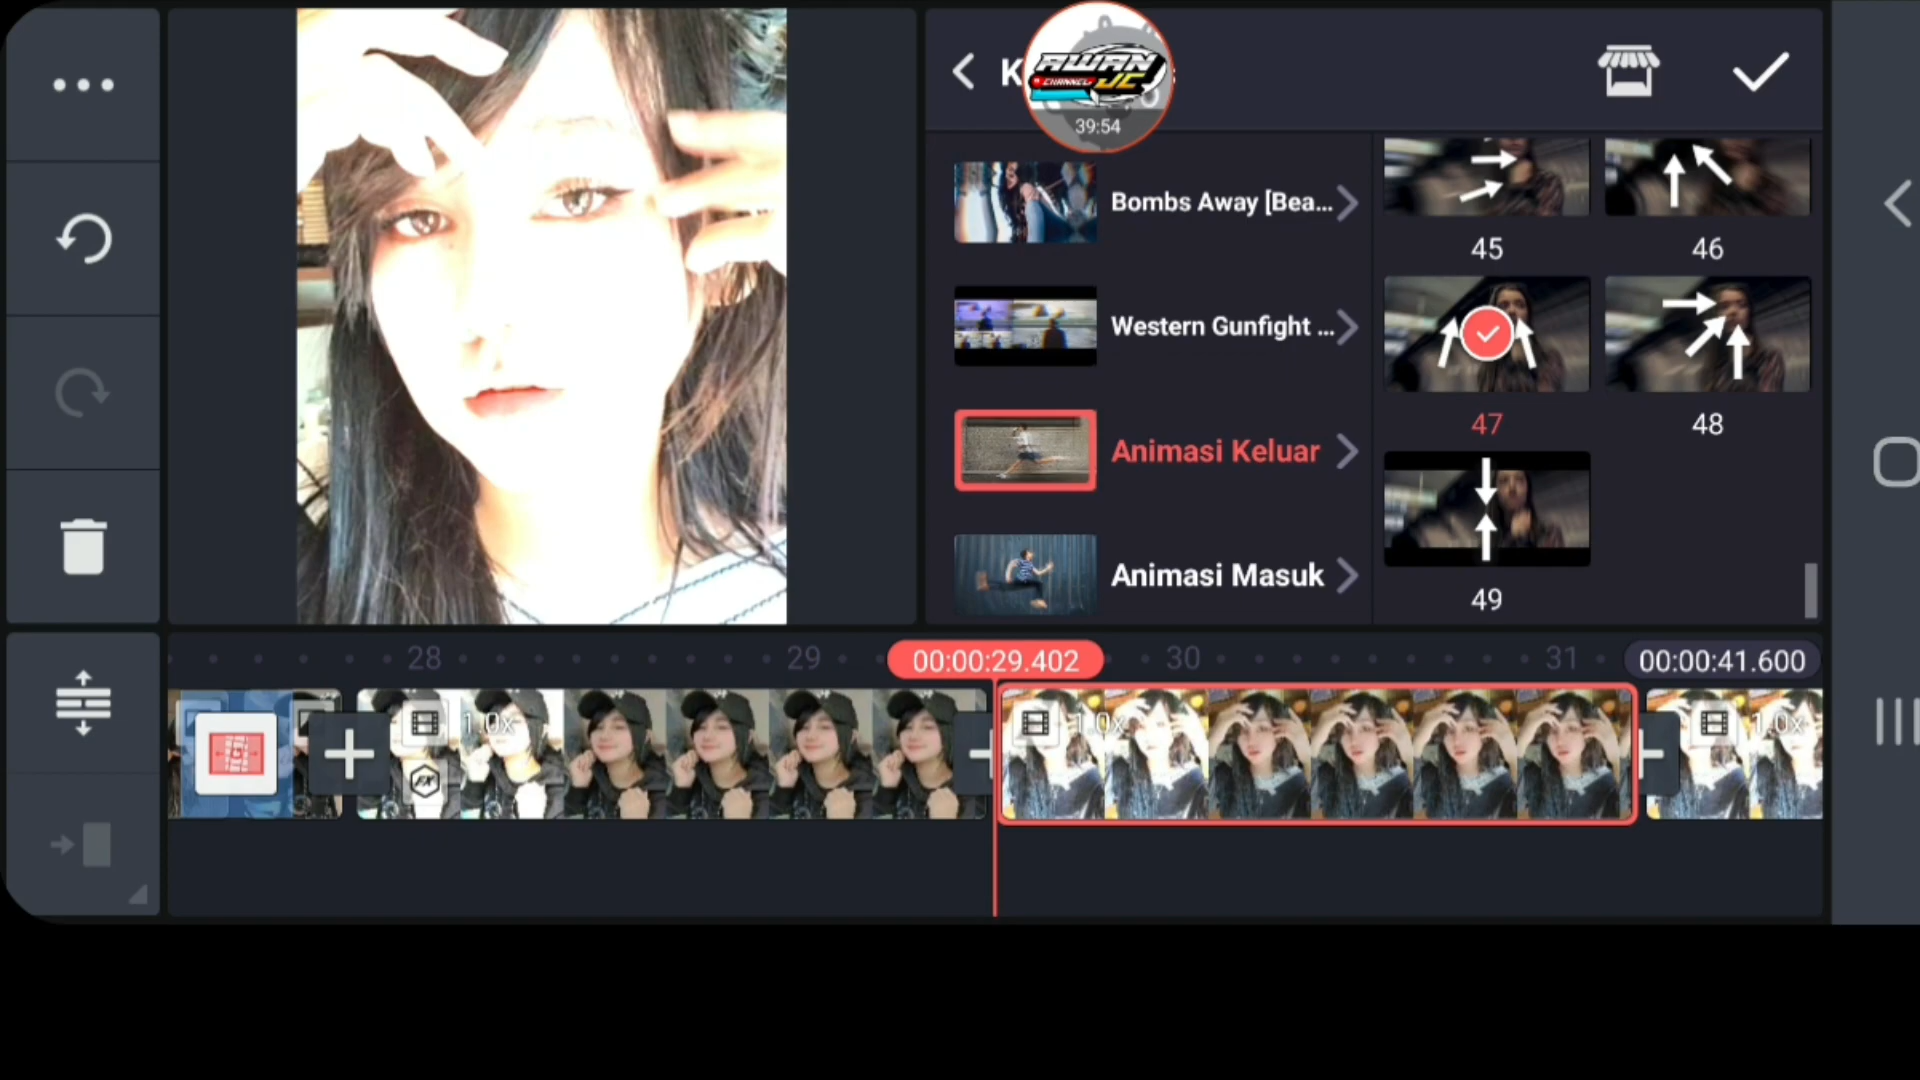 K
AWAN
CHANNEL JC
39:54
Bombs Away [Bea...
Western Gunfight ...
Animasi Keluar
Animasi Masuk
45
46
47
48
49
28
29
00:00:29.402
30
31
00:00:41.600
1.0x
FX
1.0x
1.0x